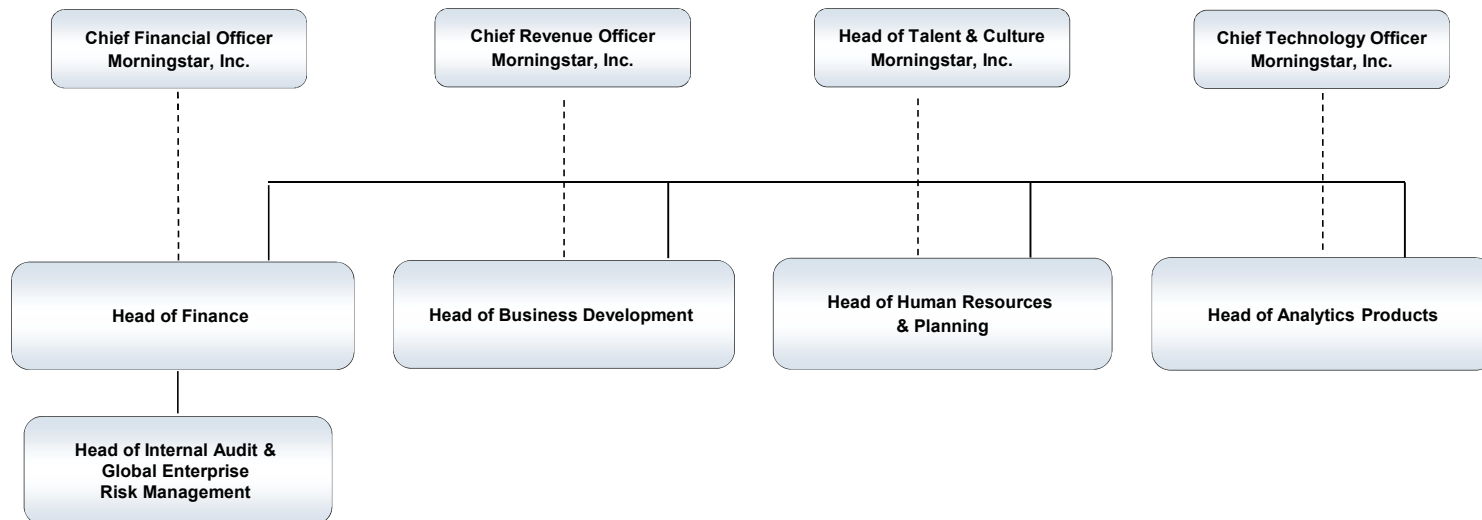 Chief Financial Officer
Morningstar, Inc.
Chief Revenue Officer
Morningstar, Inc.
Head of Talent & Culture
Morningstar, Inc.
Chief Technology Officer
Morningstar, Inc.
Head of Finance
Head of Business Development
Head of Human Resources
& Planning
Head of Analytics Products
Head of Internal Audit &
Global Enterprise
Risk Management